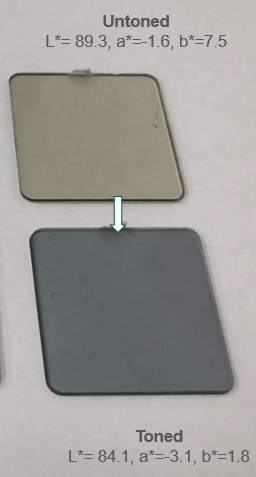 Untoned
L*= 89.3, a*=-1.6, b*=7.5
Toned
L*= 84.1, a*=-3.1, b*=1.8